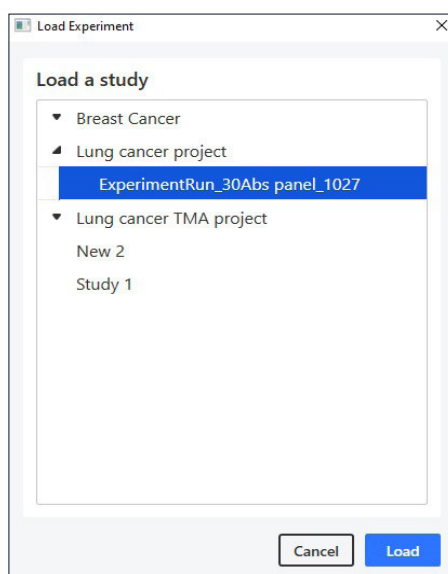 Load Experiment
Load a study
Breast Cancer
Lung cancer project
ExperimentRun_30Abs panel_1027
Lung cancer TMA project
New 2
Study 1
Cancel Load